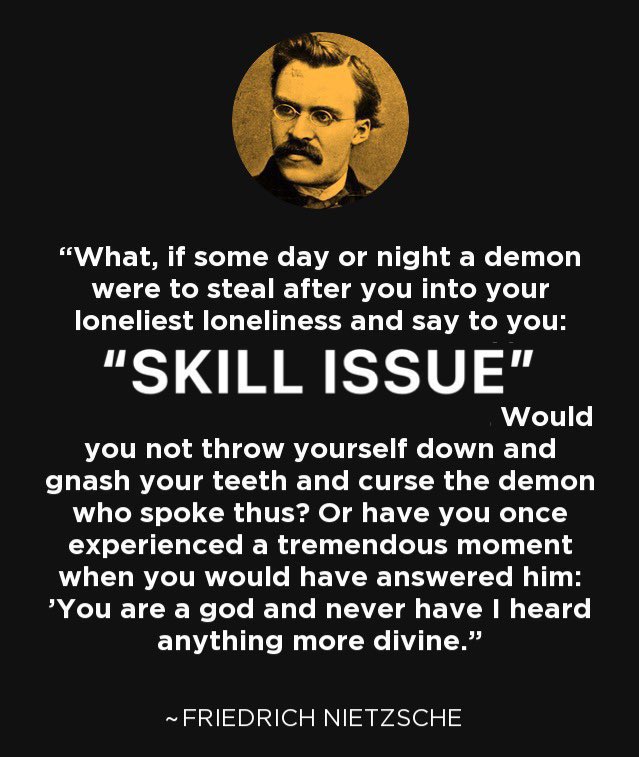 “What, if some day or night a demon
were to steal after you into your
loneliest loneliness and say to you:
“SKILL ISSUE”
. Would
you not throw yourself down and
gnash your teeth and curse the demon
who spoke thus? Or have you once
experienced a tremendous moment
when you would have answered him:
’You are a god and never have I heard
anything more divine.”
~FRIEDRICH NIETZSCHE